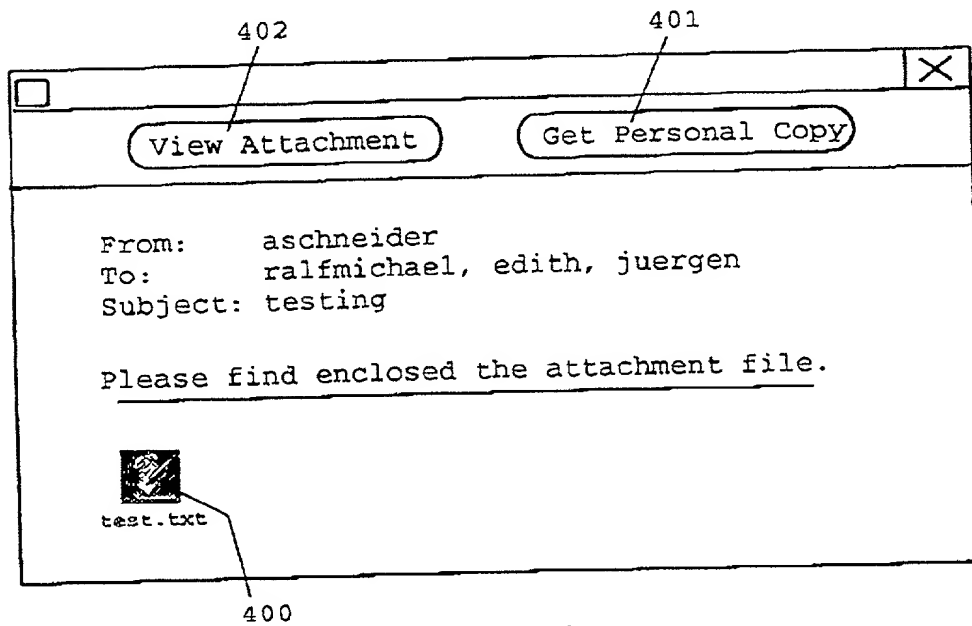 402 401
View Attachment Get Personal Copy
From: aschneider
To: ralfmichael, edith, juergen
Subject: testing
Please find enclosed the attachment file.
test.txt
400